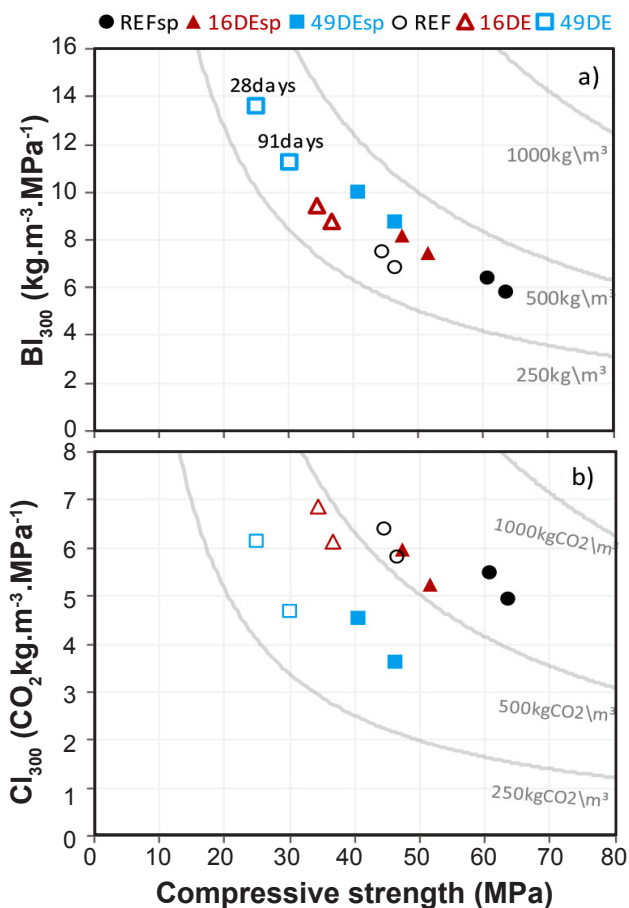 REFsp 16DEsp 49DEsp REF 16DE 49DE
16
14
12
10
8
6
4
2
0
BI300 (kg.m-3.MPa-1)
a)
28days
91days
1000kg\m³
500kg\m³
250kg\m³
8
7
6
5
4
3
2
1
0
CI300 (CO2kg.m-3.MPa-1)
b)
1000kgCO2\m³
500kgCO2\m³
250kgCO2\m³
0 10 20 30 40 50 60 70 80
Compressive strength (MPa)